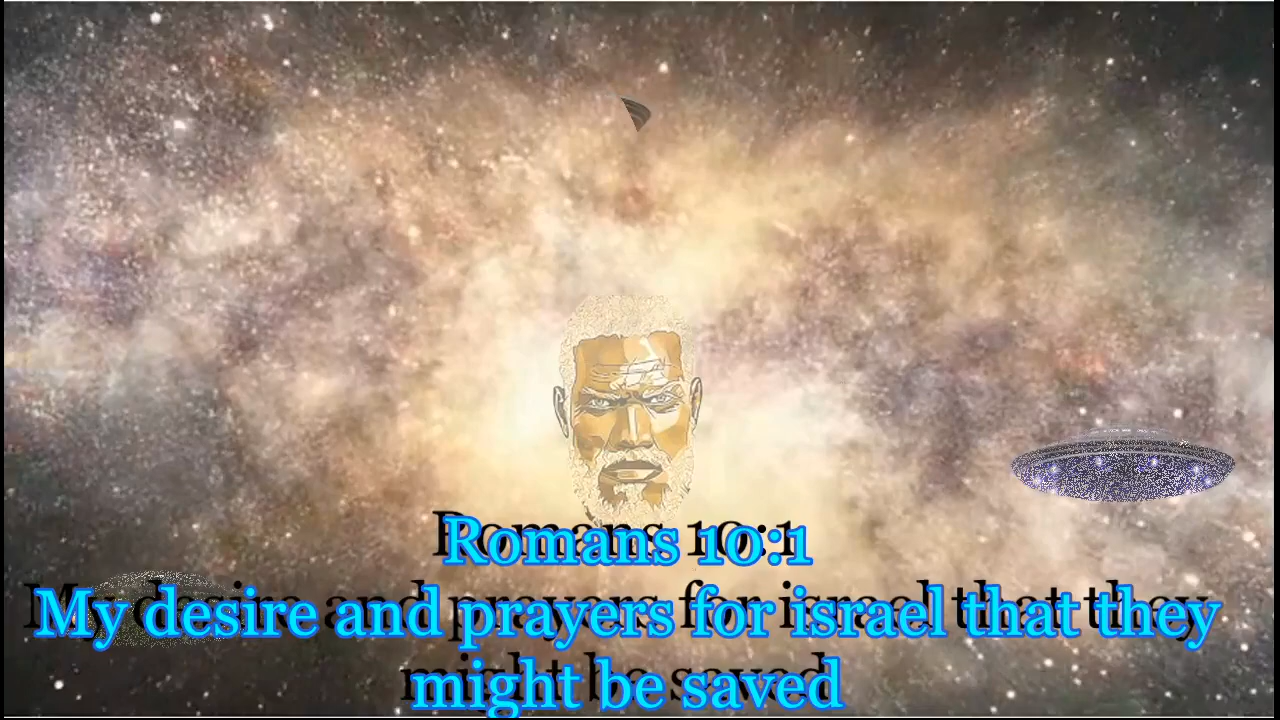 Romans 10:1
My desire and prayers for israel that they
might be saved